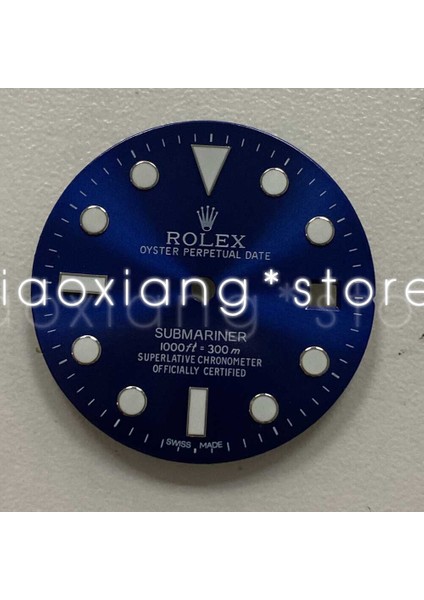 ROLEX
OYSTER PERPETUAL DATE
iaoxiang*store
SUBMARINER
1000ft = 300m
SUPERLATIVE CHRONOMETER
OFFICIALLY CERTIFIED
SWISS MADE